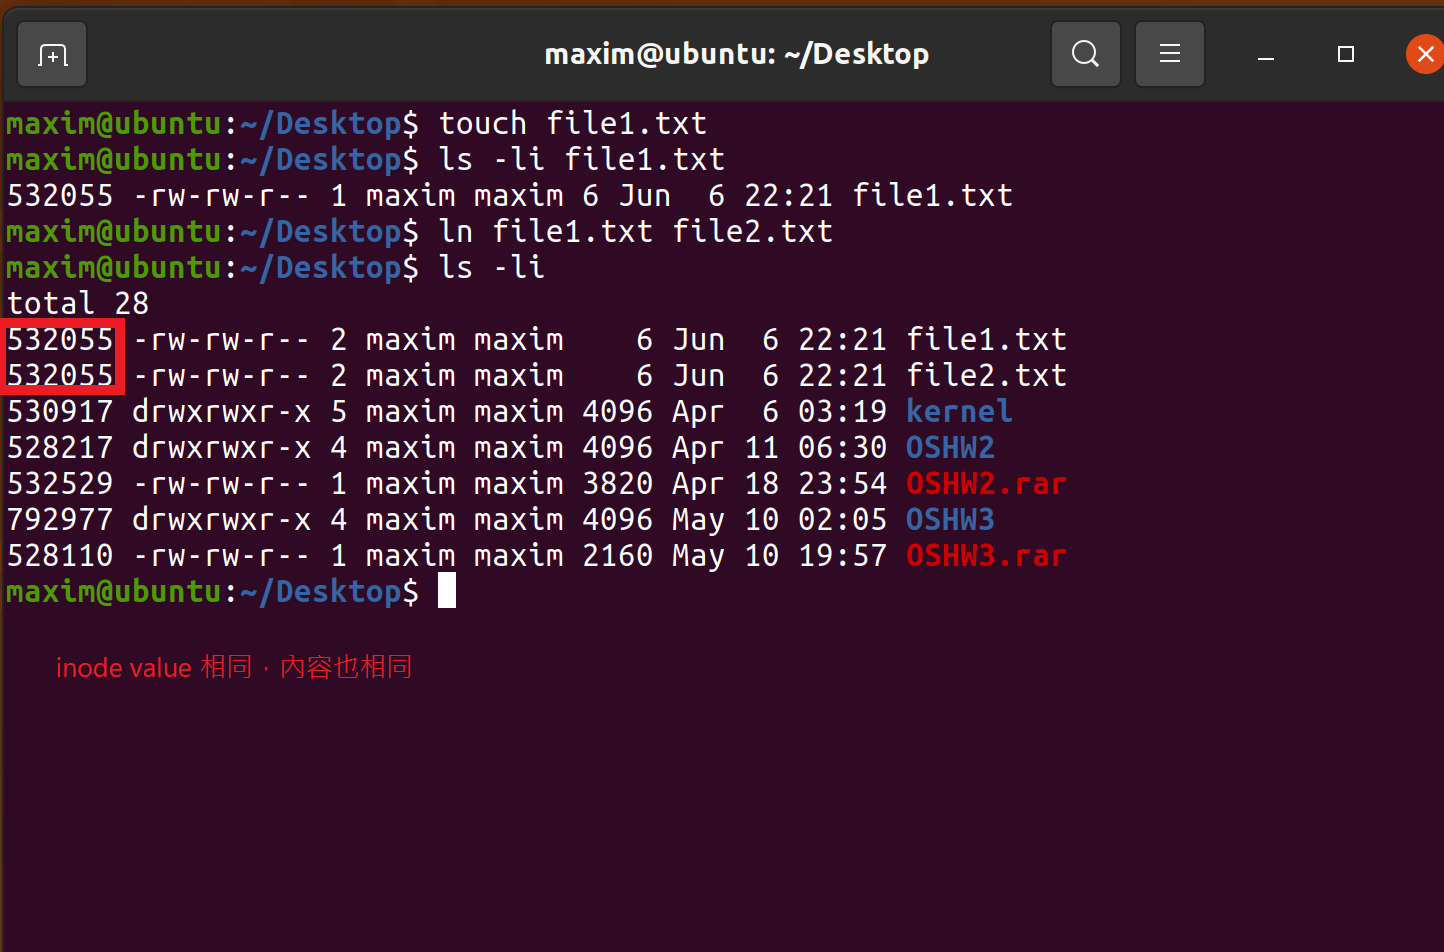 maxim@ubuntu: ~/Desktop
maxim@ubuntu:~/Desktop$ touch file1.txt
maxim@ubuntu:~/Desktop$ ls -li file1.txt
532055 -rw-rw-r-- 1 maxim maxim 6 Jun  6 22:21 file1.txt
maxim@ubuntu:~/Desktop$ ln file1.txt file2.txt
maxim@ubuntu:~/Desktop$ ls -li
total 28
532055 -rw-rw-r-- 2 maxim maxim    6 Jun  6 22:21 file1.txt
532055 -rw-rw-r-- 2 maxim maxim    6 Jun  6 22:21 file2.txt
530917 drwxrwxr-x 5 maxim maxim 4096 Apr  6 03:19 kernel
528217 drwxrwxr-x 4 maxim maxim 4096 Apr 11 06:30 OSHW2
532529 -rw-rw-r-- 1 maxim maxim 3820 Apr 18 23:54 OSHW2.rar
792977 drwxrwxr-x 4 maxim maxim 4096 May 10 02:05 OSHW3
528110 -rw-rw-r-- 1 maxim maxim 2160 May 10 19:57 OSHW3.rar
maxim@ubuntu:~/Desktop$
inode value 相同，內容也相同